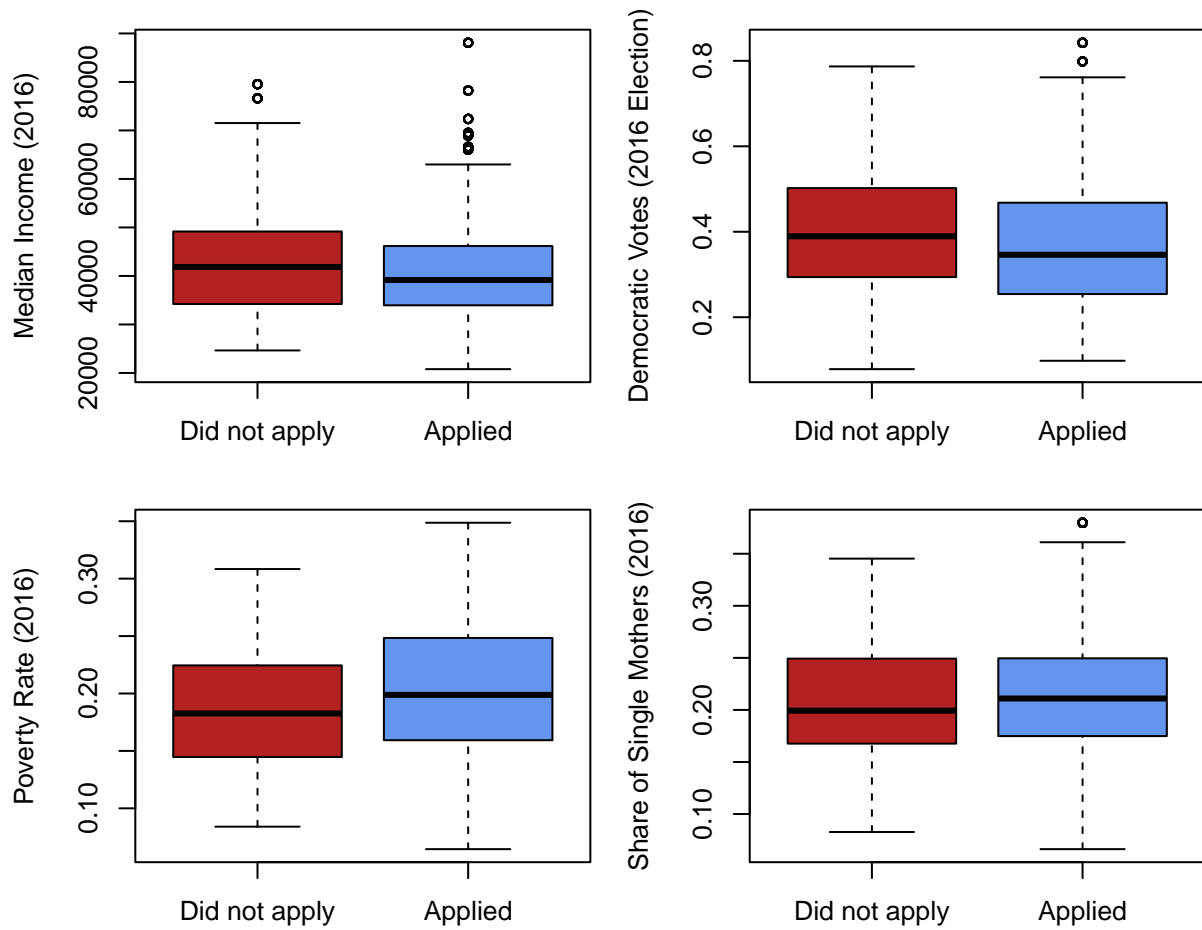 Median Income (2016)
80000
60000
40000
20000
Did not apply
Applied
Democratic Votes (2016 Election)
0.8
0.6
0.4
0.2
Did not apply
Applied
Poverty Rate (2016)
0.30
0.20
0.10
Did not apply
Applied
Share of Single Mothers (2016)
0.30
0.20
0.10
Did not apply
Applied